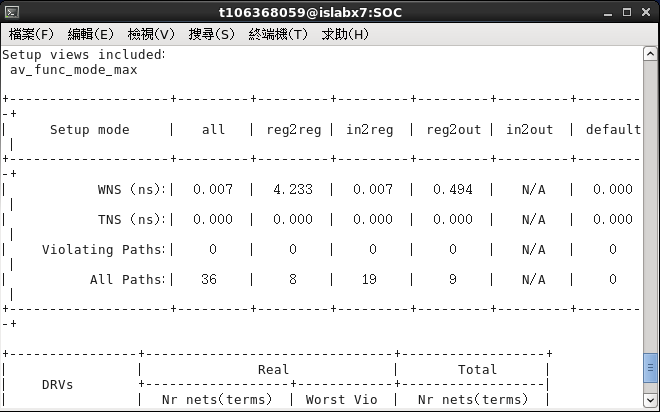 t106368059@islabx7:SOC
檔案(F) 編輯(E) 檢視(V) 搜尋(S) 終端機(T) 求助(H)
Setup views included:
 av_func_mode_max

+--------------------+---------+---------+---------+---------+---------+--------
-+
|     Setup mode     |   all   | reg2reg | in2reg  | reg2out | in2out  | default
 |
+--------------------+---------+---------+---------+---------+---------+--------
-+
|           WNS (ns):|  0.007  |  4.233  |  0.007  |  0.494  |   N/A   |  0.000
 |
|           TNS (ns):|  0.000  |  0.000  |  0.000  |  0.000  |   N/A   |  0.000
 |
|    Violating Paths:|    0    |    0    |    0    |    0    |   N/A   |    0
 |
|          All Paths:|   36    |    8    |   19    |    9    |   N/A   |    0
 |
+--------------------+---------+---------+---------+---------+---------+--------
-+

+----------------+-------------------------------+------------------+
|                |              Real             |       Total      |
|    DRVs        +------------------+------------+------------------|
|                |  Nr nets(terms)  | Worst Vio  |  Nr nets(terms)  |